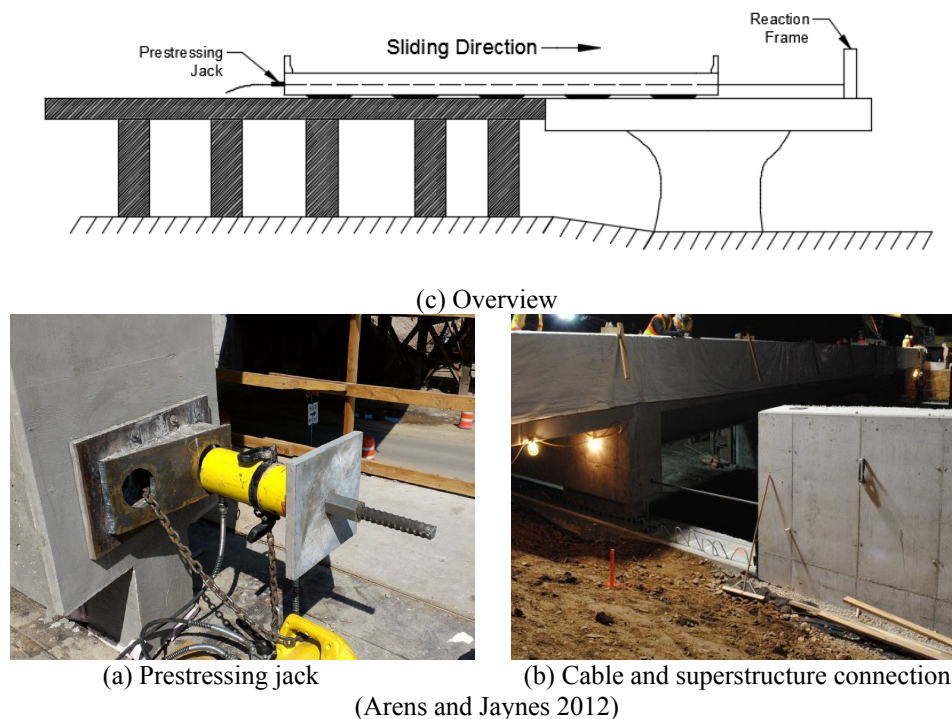 Reaction
Frame
Prestressing
Jack
Sliding Direction
(c) Overview
(a) Prestressing jack
(b) Cable and superstructure connection
(Arens and Jaynes 2012)